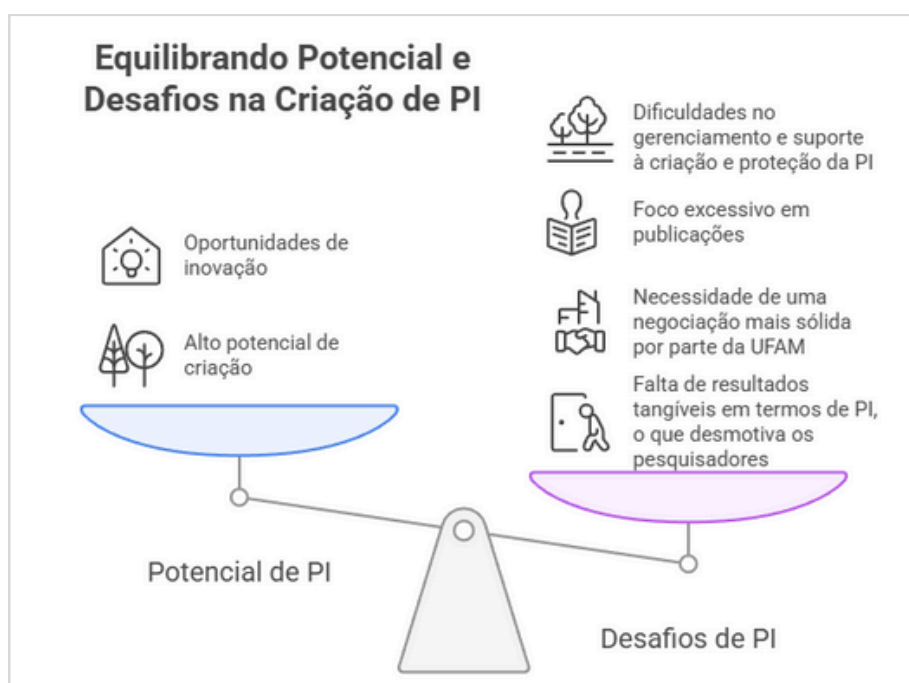 Equilibrando Potencial e
Desafios na Criação de PI
Oportunidades de
inovação
Alto potencial de
criação
Potencial de PI
Dificuldades no
gerenciamento e suporte
à criação e proteção da PI
Foco excessivo em
publicações
Necessidade de uma
negociação mais sólida
por parte da UFAM
Falta de resultados
tangíveis em termos de PI,
o que desmotiva os
pesquisadores
Desafios de PI